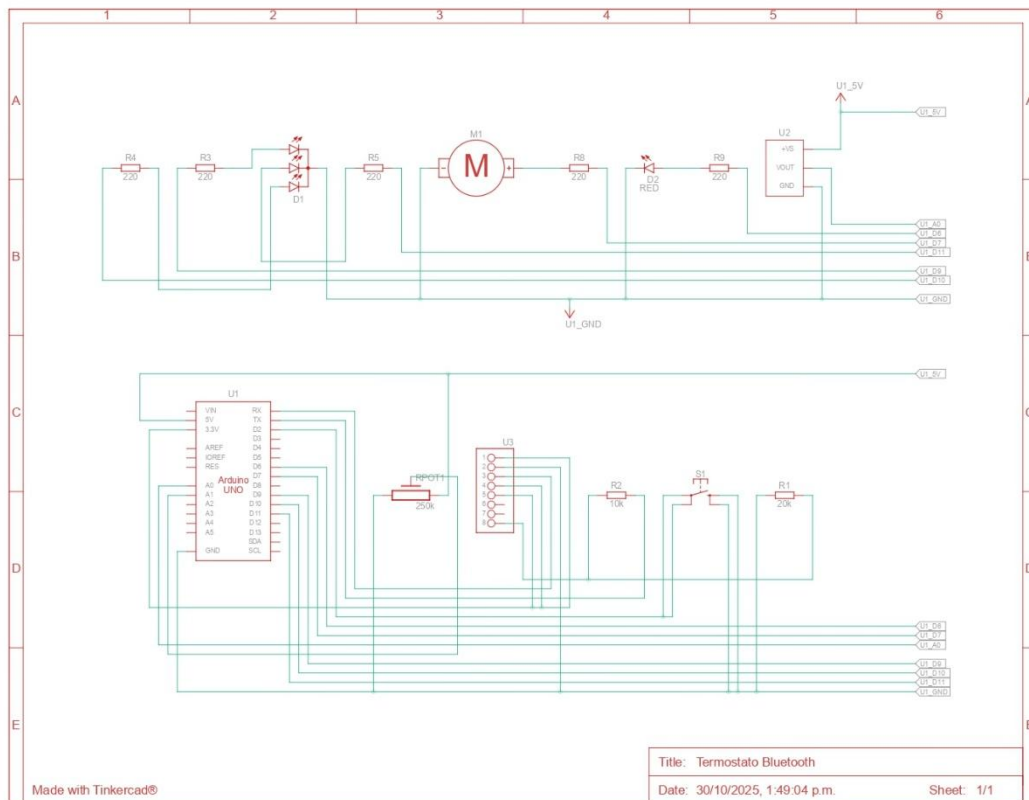 1 2 3 4 5 6
A
U1_5V
U1_5V
M1
U2
+VS
R4
R3
R5
R8
R9
M
- +
VOUT
220
220
220
220
D2
220
RED
GND
D1
U1_A0
U1_D6
U1_D7
B
U1_D11
U1_D9
U1_D10
U1_GND
U1_GND
U1_5V
U1
C
VIN RX
5V TX
3.3V D2
D3
AREF D4
IOREF D5
RES D6
D7
Arduino
UNO
A0 D8
A1 D9
A2 D10
A3 D11
A4 D12
A5 D13
SDA
GND SCL
U3
1
2
3
4
5
6
7
8
RPOT1
250k
R2
10k
S1
R1
20k
D
U1_D6
U1_D7
U1_A0
U1_D9
U1_D10
U1_D11
U1_GND
E
Title: Termostato Bluetooth
Made with Tinkercad®
Date: 30/10/2025, 1:49:04 p.m. Sheet: 1/1